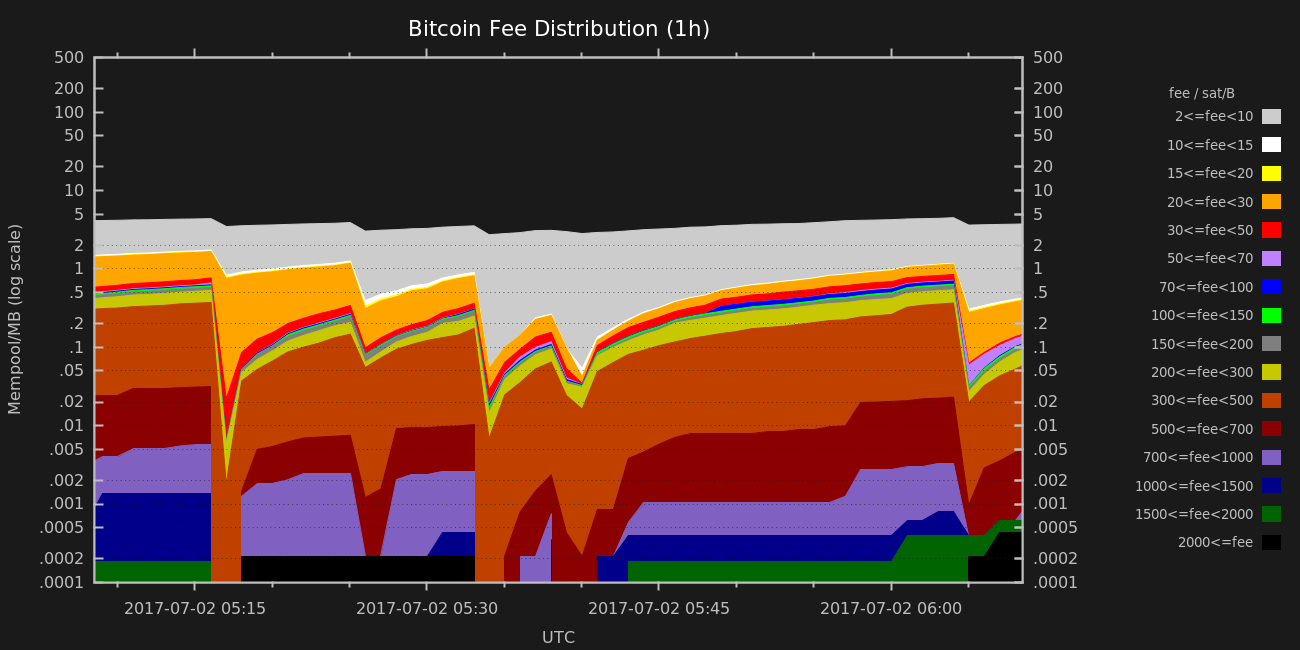 Bitcoin Fee Distribution (1h)
500
200
100
50
20
10
5
2
1
.5
.2
.1
.05
.02
.01
.005
.002
.001
.0005
.0002
.0001
Mempool/MB (log scale)
500
200
100
50
20
10
5
2
1
.5
.2
.1
.05
.02
.01
.005
.002
.001
.0005
.0002
.0001
2017-07-02 05:15
2017-07-02 05:30
2017-07-02 05:45
2017-07-02 06:00
UTC
fee / sat/B
2<=fee<10
10<=fee<15
15<=fee<20
20<=fee<30
30<=fee<50
50<=fee<70
70<=fee<100
100<=fee<150
150<=fee<200
200<=fee<300
300<=fee<500
500<=fee<700
700<=fee<1000
1000<=fee<1500
1500<=fee<2000
2000<=fee